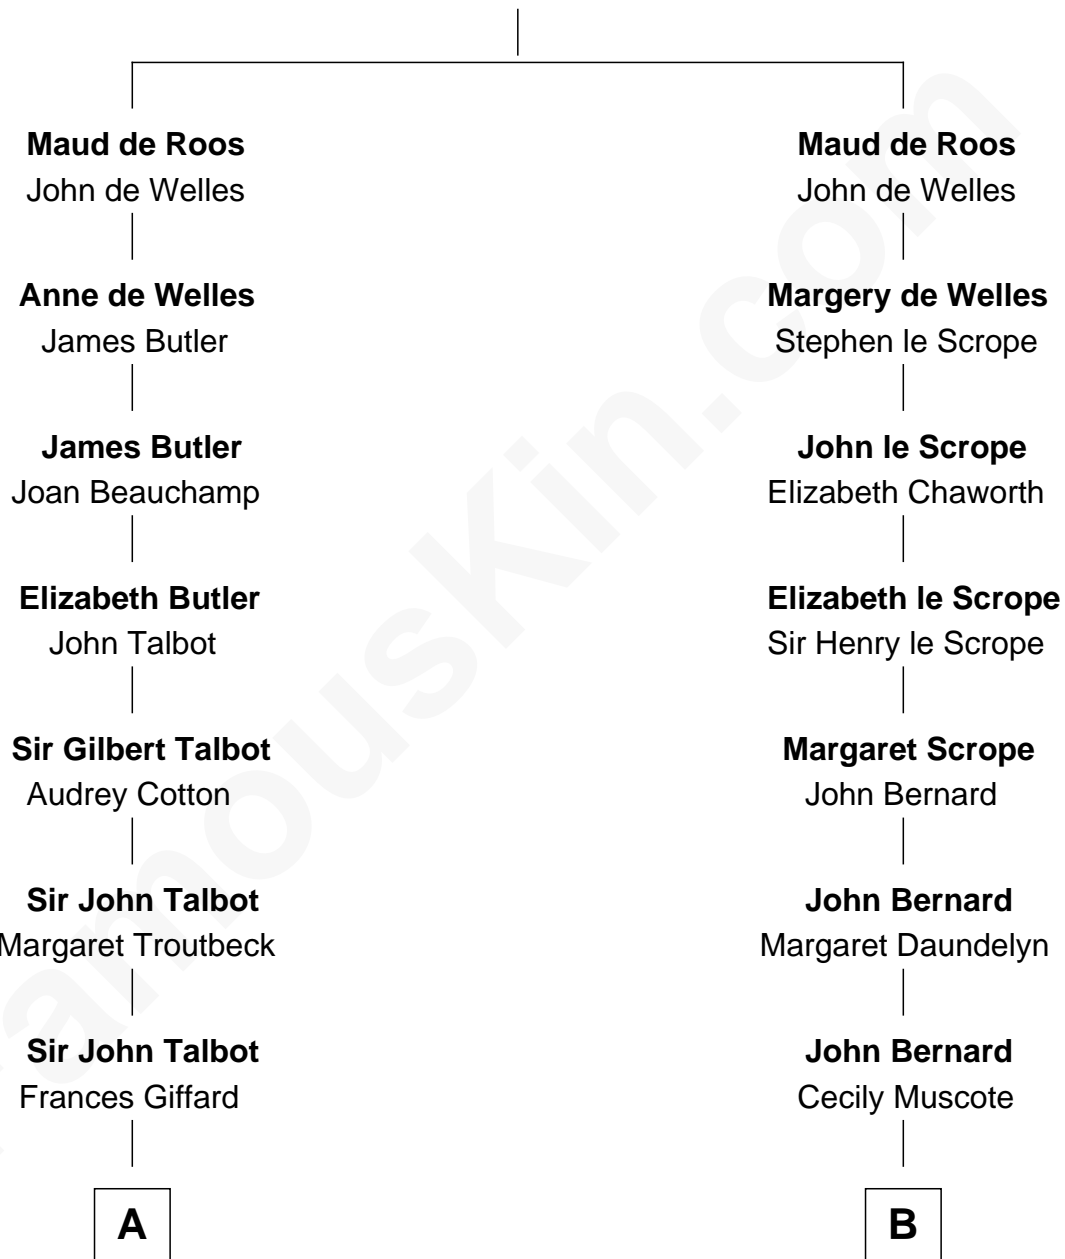 Maud de Roos
John de Welles
Anne de Welles
James Butler
James Butler
Joan Beauchamp
Elizabeth Butler
John Talbot
Sir Gilbert Talbot
Audrey Cotton
Sir John Talbot
Margaret Troutbeck
Sir John Talbot
Frances Giffard
A
Maud de Roos
John de Welles
Margery de Welles
Stephen le Scrope
John le Scrope
Elizabeth Chaworth
Elizabeth le Scrope
Sir Henry le Scrope
Margaret Scrope
John Bernard
John Bernard
Margaret Daundelyn
John Bernard
Cecily Muscote
B
famouskin.com